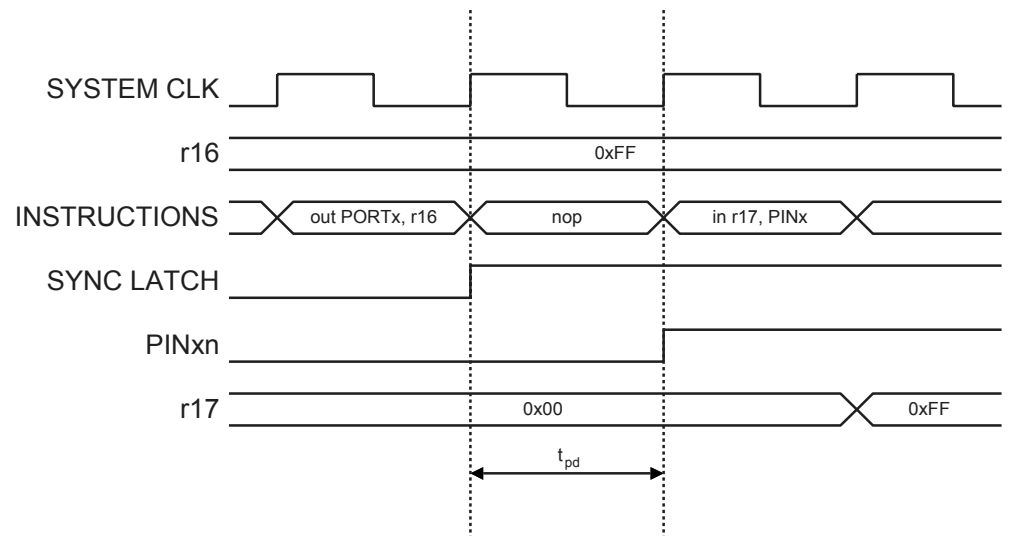 SYSTEM CLK
r16 0xFF
INSTRUCTIONS out PORTx, r16 nop in r17, PINx
SYNC LATCH
PINxn
r17 0x00 0xFF
tpd